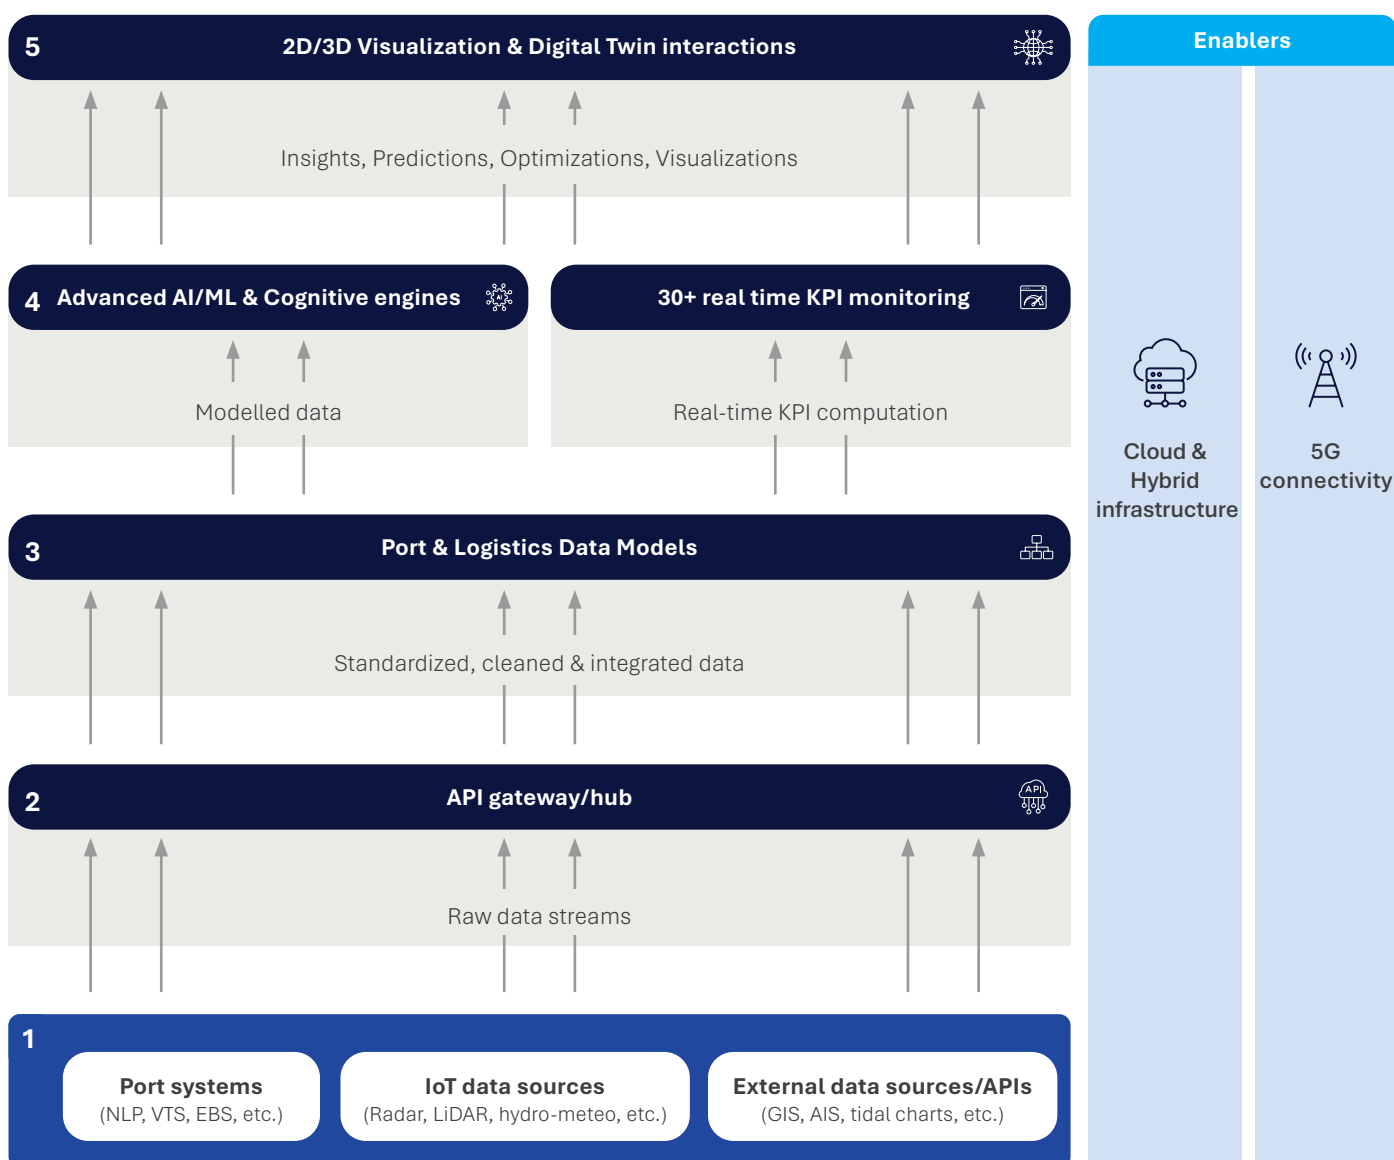 5
2D/3D Visualization & Digital Twin interactions
Insights, Predictions, Optimizations, Visualizations
4
Advanced AI/ML & Cognitive engines
AI
30+ real time KPI monitoring
Modelled data
Real-time KPI computation
3
Port & Logistics Data Models
Standardized, cleaned & integrated data
2
API gateway/hub
API
Raw data streams
1
Port systems
(NLP, VTS, EBS, etc.)
IoT data sources
(Radar, LiDAR, hydro-meteo, etc.)
External data sources/APIs
(GIS, AIS, tidal charts, etc.)
Enablers
Cloud &
Hybrid
infrastructure
5G
connectivity